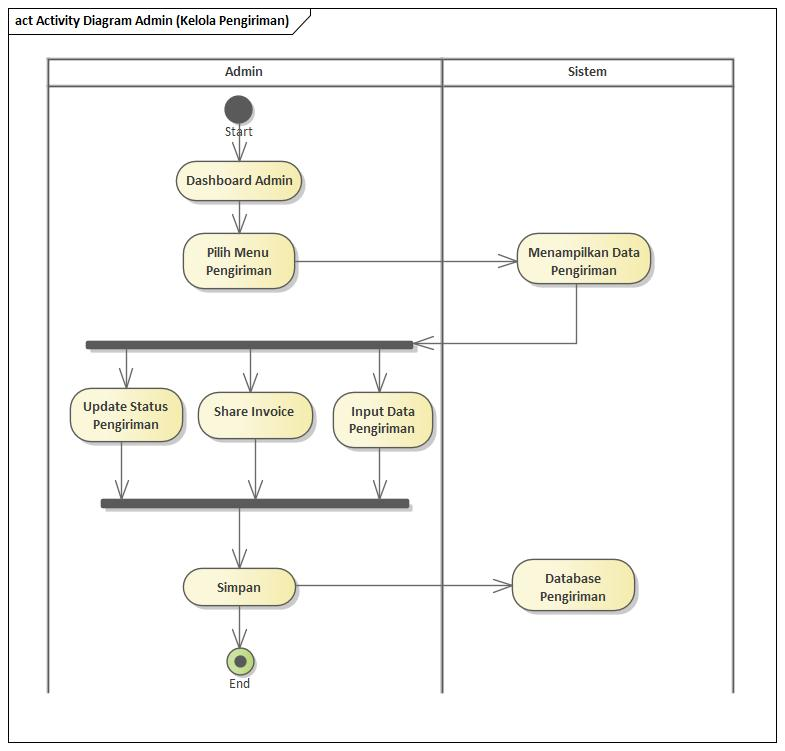 act Activity Diagram Admin (Kelola Pengiriman)
Admin
Sistem
Start
Dashboard Admin
Pilih Menu
Pengiriman
Menampilkan Data
Pengiriman
Update Status
Pengiriman
Share Invoice
Input Data
Pengiriman
Simpan
Database
Pengiriman
End